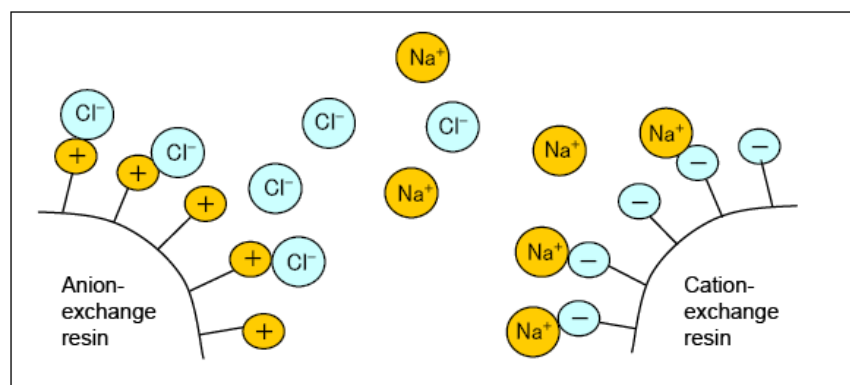 Na⁺
Cl⁻
Cl⁻
Cl⁻
Na⁺
−
Na⁺
Cl⁻
+
−
+
Cl⁻
Na⁺
+
−
Na⁺
−
+
Cl⁻
Anion-
exchange
resin
+
Na⁺
−
Cation-
exchange
resin